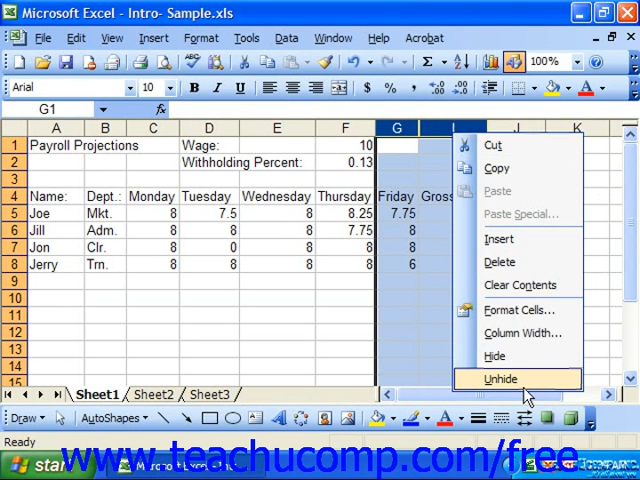 Microsoft Excel - Intro- Sample.xls
File Edit View Insert Format Tools Data Window Help Acrobat
100%
Arial 10 B I U $ %
G1 fx
A B C D E F G I J K
1 Payroll Projections Wage: 10
2 Withholding Percent: 0.13
3
4 Name: Dept.: Monday Tuesday Wednesday Thursday Friday Gross
5 Joe Mkt. 8 7.5 8 8.25 7.75
6 Jill Adm. 8 8 8 7.75 8
7 Jon Clr. 8 0 8 8 8
8 Jerry Trn. 8 8 8 8 6
9
10
11
12
13
14
15
Cut
Copy
Paste
Paste Special...
Insert
Delete
Clear Contents
Format Cells...
Column Width...
Hide
Unhide
Sheet1 Sheet2 Sheet3
Draw AutoShapes
Ready
start Microsoft Excel
www.teachucomp.com/free